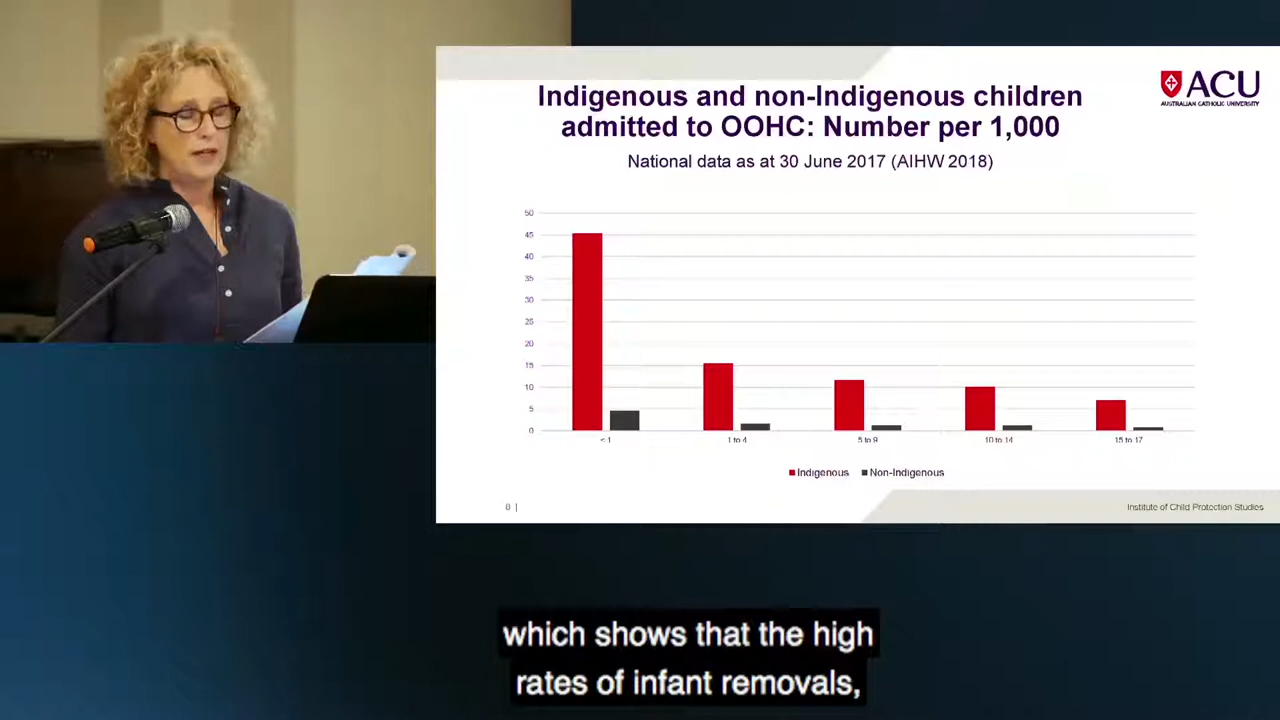 Indigenous and non-Indigenous children
admitted to OOHC: Number per 1,000
National data as at 30 June 2017 (AIHW 2018)
ACU
AUSTRALIAN CATHOLIC UNIVERSITY
50
45
40
35
30
25
20
15
10
5
0
< 1
1 to 4
5 to 9
10 to 14
15 to 17
Indigenous
Non-Indigenous
8 |
Institute of Child Protection Studies
which shows that the high
rates of infant removals,